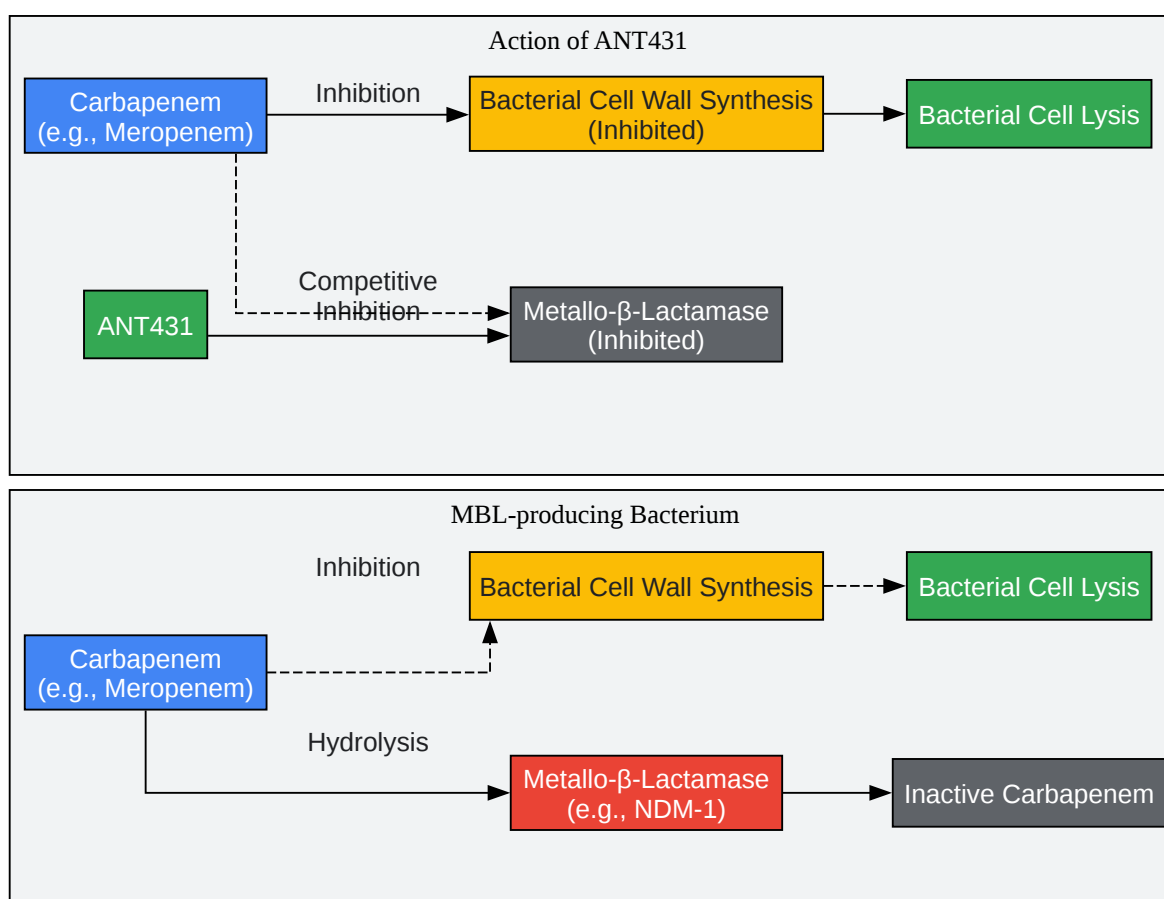 Action of ANT431
Carbapenem
(e.g., Meropenem)
Inhibition
Bacterial Cell Wall Synthesis
(Inhibited)
Bacterial Cell Lysis
Competitive
Inhibition
ANT431
Metallo-β-Lactamase
(Inhibited)
MBL-producing Bacterium
Inhibition
Bacterial Cell Wall Synthesis
Bacterial Cell Lysis
Carbapenem
(e.g., Meropenem)
Hydrolysis
Metallo-β-Lactamase
(e.g., NDM-1)
Inactive Carbapenem